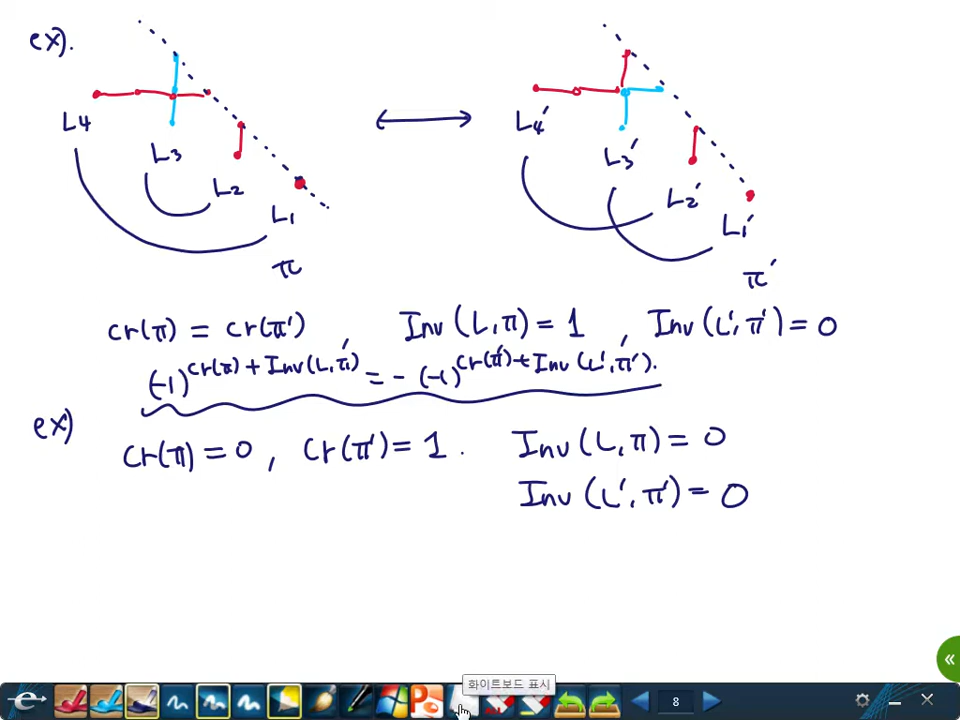 ex).
L4 L3 L2 L1
π
L4′ L3′ L2′ L1′
π′
cr(π) = cr(π′), Inv(L,π) = 1, Inv(L′,π′) = 0
(-1)^{cr(π) + Inv(L,π)} = - (-1)^{cr(π′) + Inv(L′,π′)}.
ex)
cr(π) = 0, cr(π′) = 1. Inv(L,π) = 0
Inv(L′,π′) = 0
화이트보드 표시
8